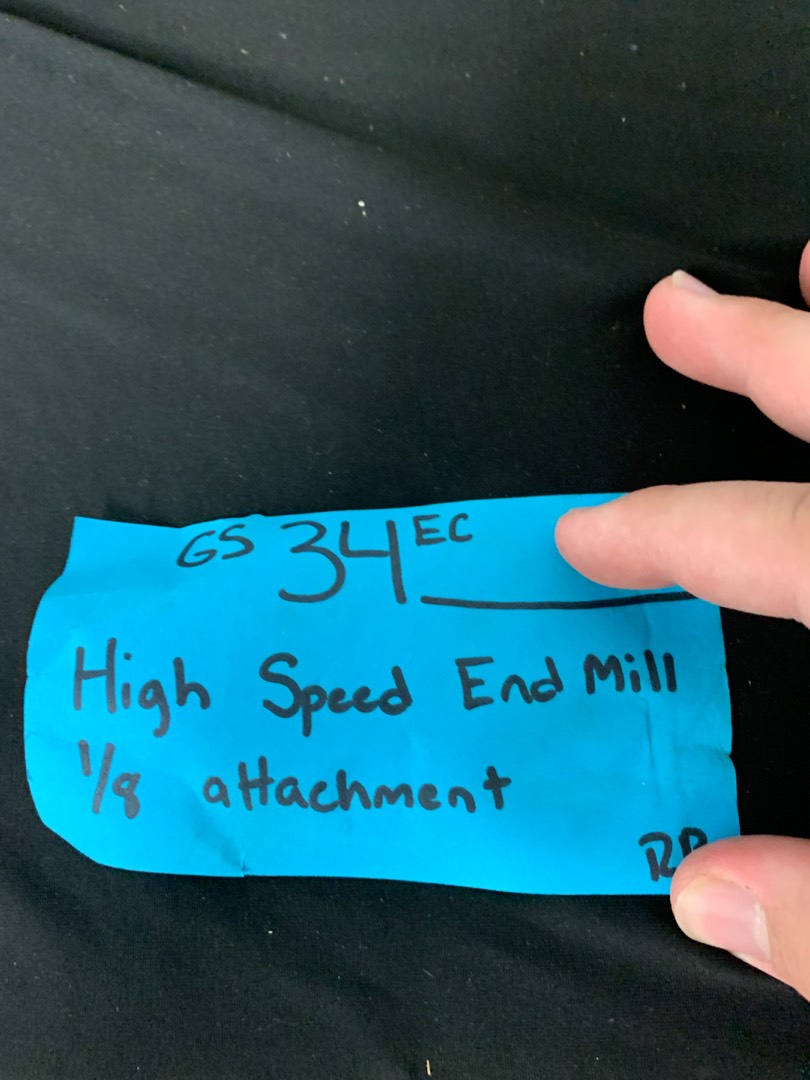 GS 34 EC
High Speed End Mill
1/8 attachment